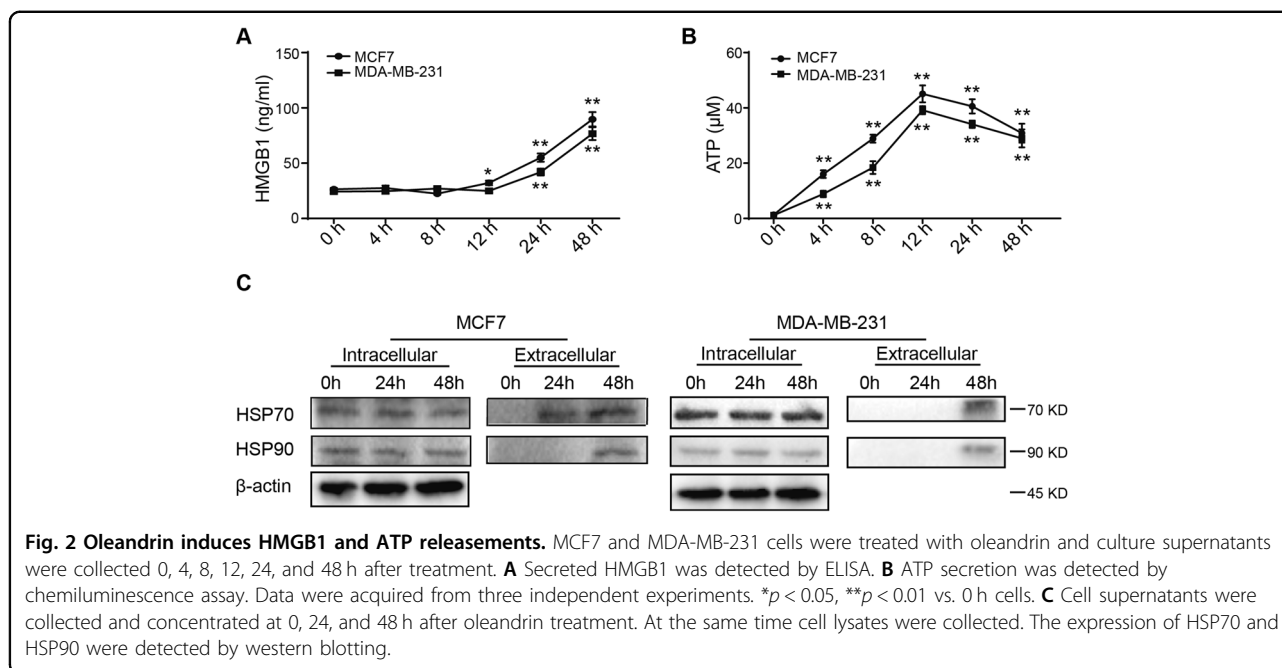 A
B
150
100
50
0
HMGB1 (ng/ml)
MCF7
MDA-MB-231
*
**
**
**
**
0 h
4 h
8 h
12 h
24 h
48 h
60
40
20
0
ATP (µM)
MCF7
MDA-MB-231
**
**
**
**
**
**
**
**
**
**
0 h
4 h
8 h
12 h
24 h
48 h
C
MCF7 MDA-MB-231
Intracellular Extracellular Intracellular Extracellular
0h 24h 48h 0h 24h 48h 0h 24h 48h 0h 24h 48h
HSP70 70 KD
HSP90 90 KD
β-actin 45 KD
Fig. 2 Oleandrin induces HMGB1 and ATP releasements. MCF7 and MDA-MB-231 cells were treated with oleandrin and culture supernatants
were collected 0, 4, 8, 12, 24, and 48 h after treatment. A Secreted HMGB1 was detected by ELISA. B ATP secretion was detected by
chemiluminescence assay. Data were acquired from three independent experiments. *p < 0.05, **p < 0.01 vs. 0 h cells. C Cell supernatants were
collected and concentrated at 0, 24, and 48 h after oleandrin treatment. At the same time cell lysates were collected. The expression of HSP70 and
HSP90 were detected by western blotting.